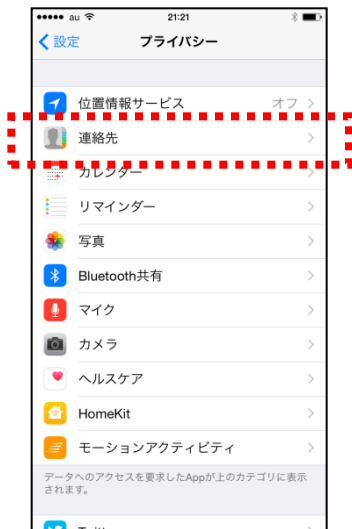 au 21:21
設定 プライバシー
位置情報サービス オフ
連絡先
カレンダー
リマインダー
写真
Bluetooth共有
マイク
カメラ
ヘルスケア
HomeKit
モーションアクティビティ
データへのアクセスを要求したAppが上のカテゴリに表示
されます。